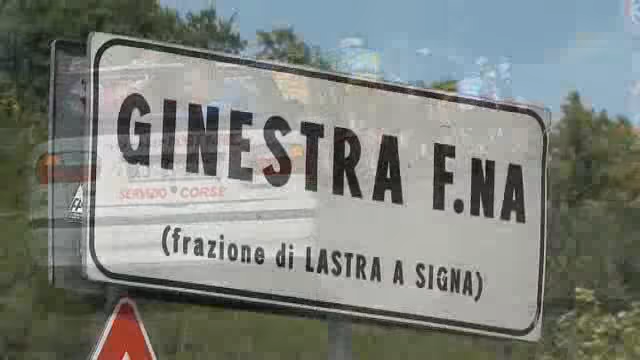 GINESTRA F.NA
SERVIZIO CORSE
(frazione di LASTRA A SIGNA)